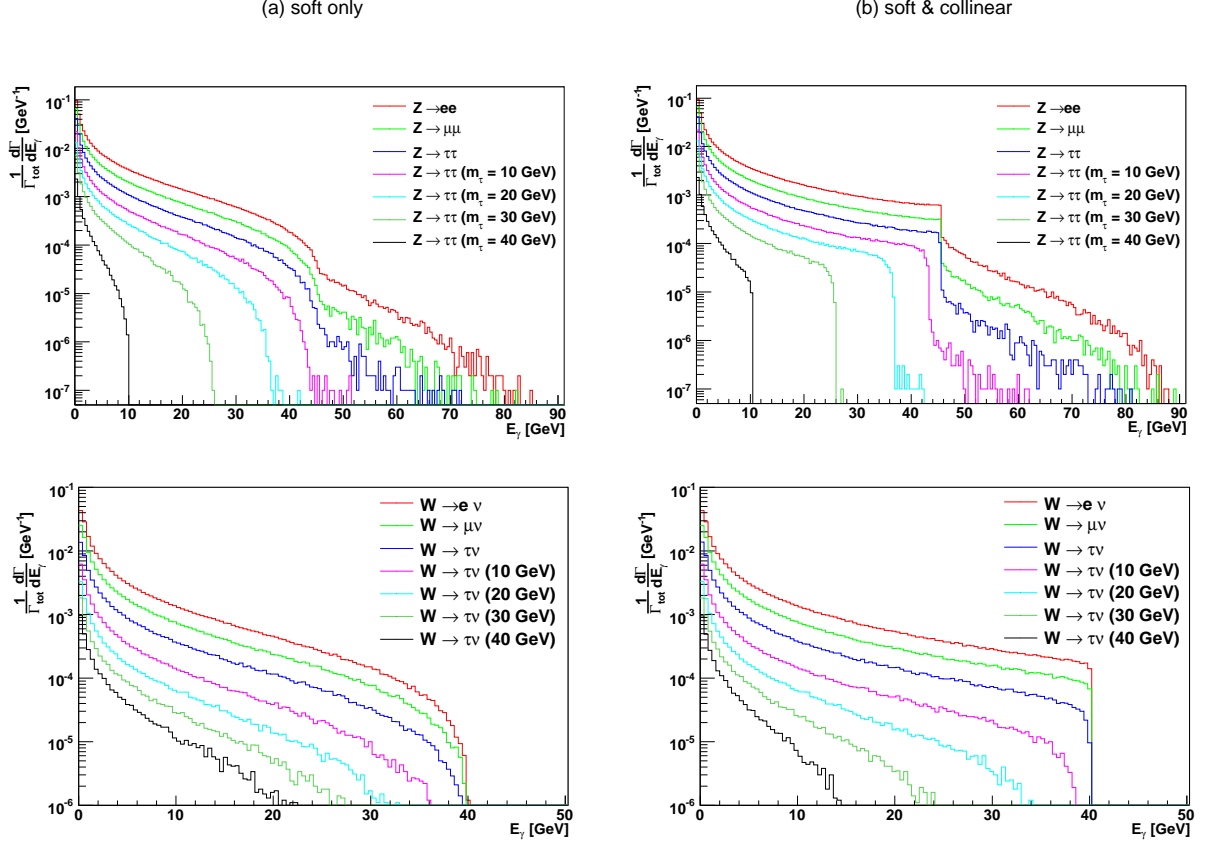 (a) soft only
(b) soft & collinear
1/Γtot dΓ/dEγ [GeV⁻¹]
10⁻¹
10⁻²
10⁻³
10⁻⁴
10⁻⁵
10⁻⁶
10⁻⁷
Z →ee
Z → μμ
Z → ττ
Z → ττ (mτ = 10 GeV)
Z → ττ (mτ = 20 GeV)
Z → ττ (mτ = 30 GeV)
Z → ττ (mτ = 40 GeV)
0 10 20 30 40 50 60 70 80 90
Eγ [GeV]
1/Γtot dΓ/dEγ [GeV⁻¹]
10⁻¹
10⁻²
10⁻³
10⁻⁴
10⁻⁵
10⁻⁶
10⁻⁷
Z →ee
Z → μμ
Z → ττ
Z → ττ (mτ = 10 GeV)
Z → ττ (mτ = 20 GeV)
Z → ττ (mτ = 30 GeV)
Z → ττ (mτ = 40 GeV)
0 10 20 30 40 50 60 70 80 90
Eγ [GeV]
1/Γtot dΓ/dEγ [GeV⁻¹]
10⁻¹
10⁻²
10⁻³
10⁻⁴
10⁻⁵
10⁻⁶
W →e ν
W → μν
W → τν
W → τν (10 GeV)
W → τν (20 GeV)
W → τν (30 GeV)
W → τν (40 GeV)
0 10 20 30 40 50
Eγ [GeV]
1/Γtot dΓ/dEγ [GeV⁻¹]
10⁻¹
10⁻²
10⁻³
10⁻⁴
10⁻⁵
10⁻⁶
W →e ν
W → μν
W → τν
W → τν (10 GeV)
W → τν (20 GeV)
W → τν (30 GeV)
W → τν (40 GeV)
0 10 20 30 40 50
Eγ [GeV]